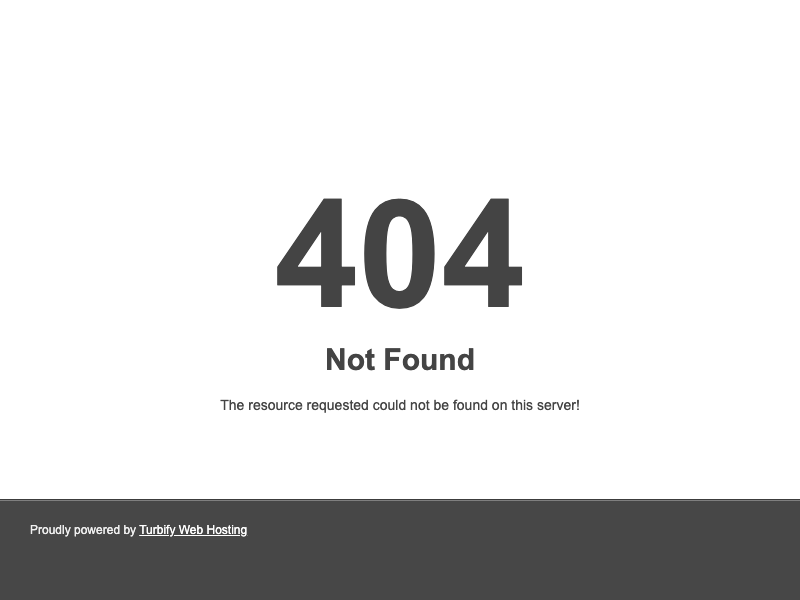 404
Not Found
The resource requested could not be found on this server!
Proudly powered by Turbify Web Hosting